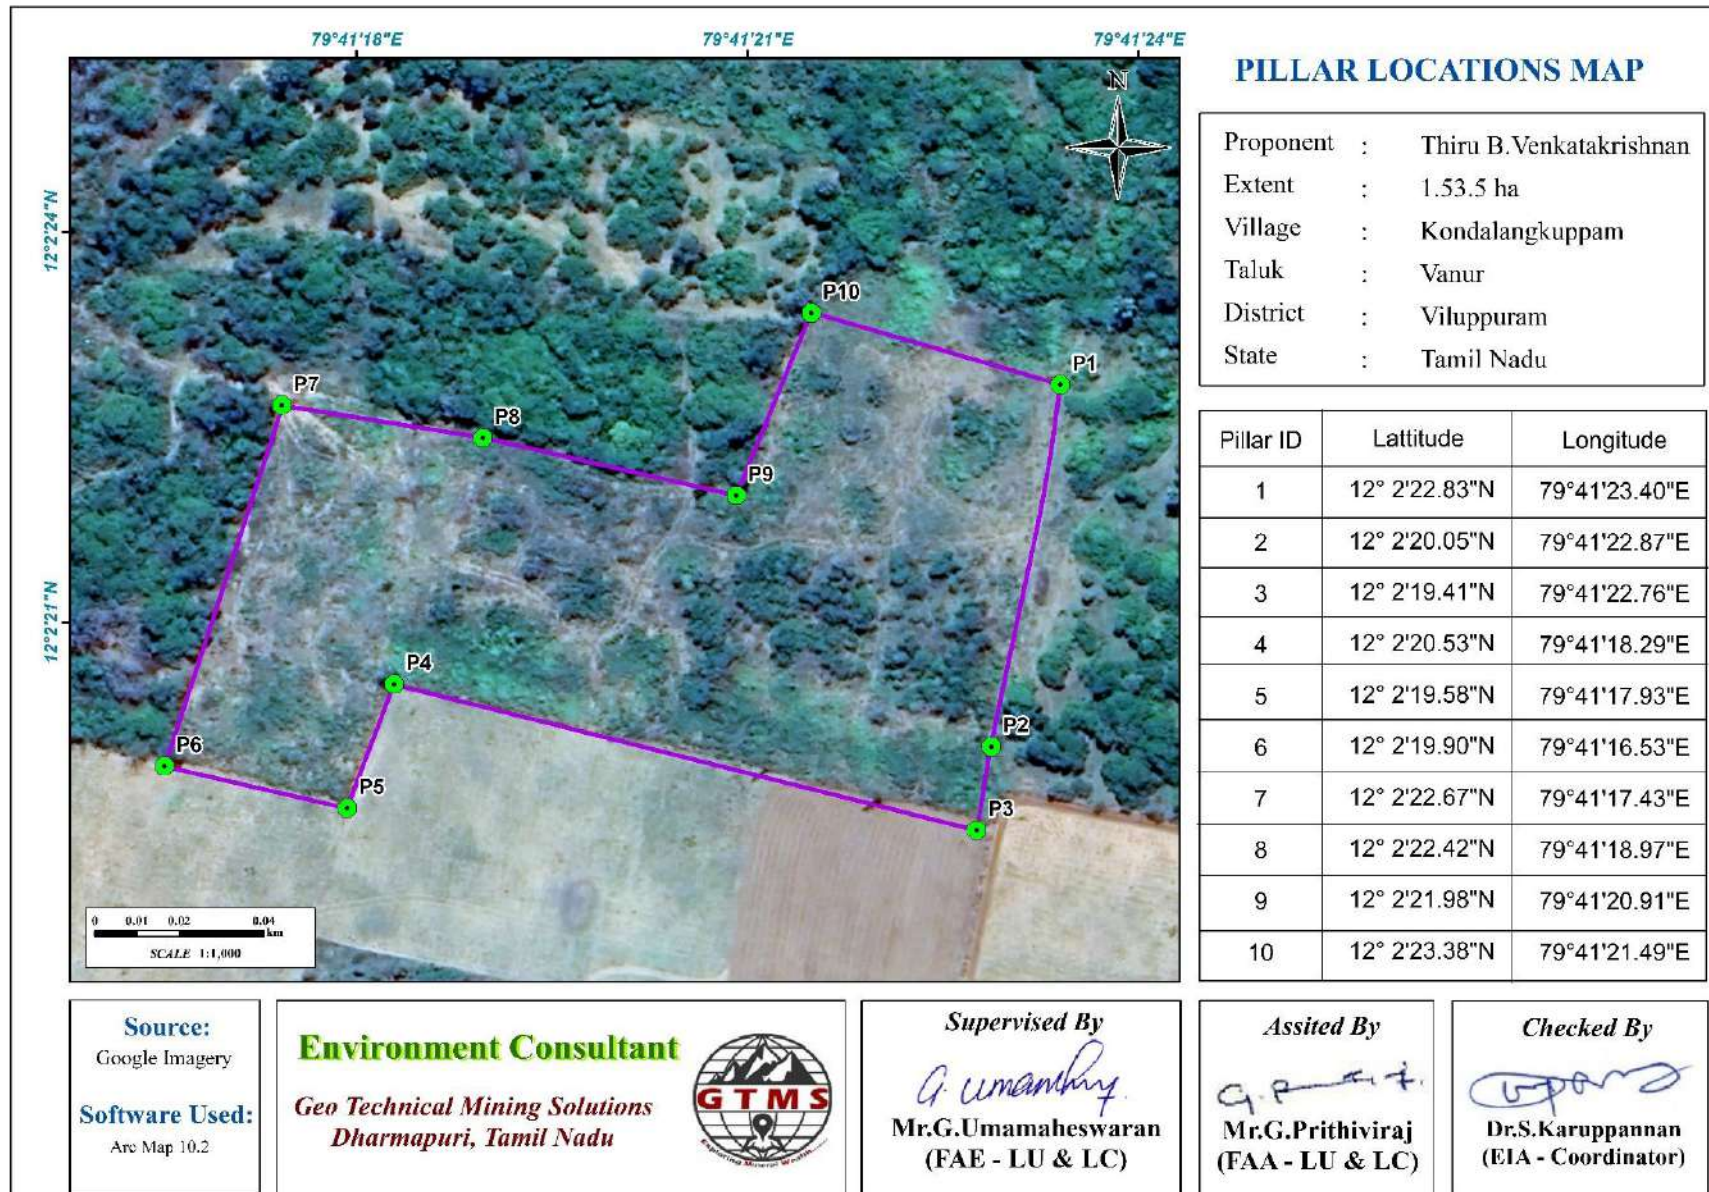 79°41'18"E
79°41'21"E
79°41'24"E
12°2'24"N
12°2'21"N
N
P10
P1
P7
P8
P9
P4
P2
P6
P5
P3
0 0.01 0.02 0.04
km
SCALE 1:1,000
PILLAR LOCATIONS MAP
Proponent : Thiru B.Venkatakrishnan
Extent : 1.53.5 ha
Village : Kondalangkuppam
Taluk : Vanur
District : Viluppuram
State : Tamil Nadu
Pillar ID Lattitude Longitude
1 12° 2'22.83"N 79°41'23.40"E
2 12° 2'20.05"N 79°41'22.87"E
3 12° 2'19.41"N 79°41'22.76"E
4 12° 2'20.53"N 79°41'18.29"E
5 12° 2'19.58"N 79°41'17.93"E
6 12° 2'19.90"N 79°41'16.53"E
7 12° 2'22.67"N 79°41'17.43"E
8 12° 2'22.42"N 79°41'18.97"E
9 12° 2'21.98"N 79°41'20.91"E
10 12° 2'23.38"N 79°41'21.49"E
Source:
Google Imagery
Software Used:
Arc Map 10.2
Environment Consultant
Geo Technical Mining Solutions
Dharmapuri, Tamil Nadu
GTMS
Exploring Mineral Wealth......
Supervised By
Mr.G.Umamaheswaran
(FAE - LU & LC)
Assited By
Mr.G.Prithiviraj
(FAA - LU & LC)
Checked By
Dr.S.Karuppannan
(EIA - Coordinator)